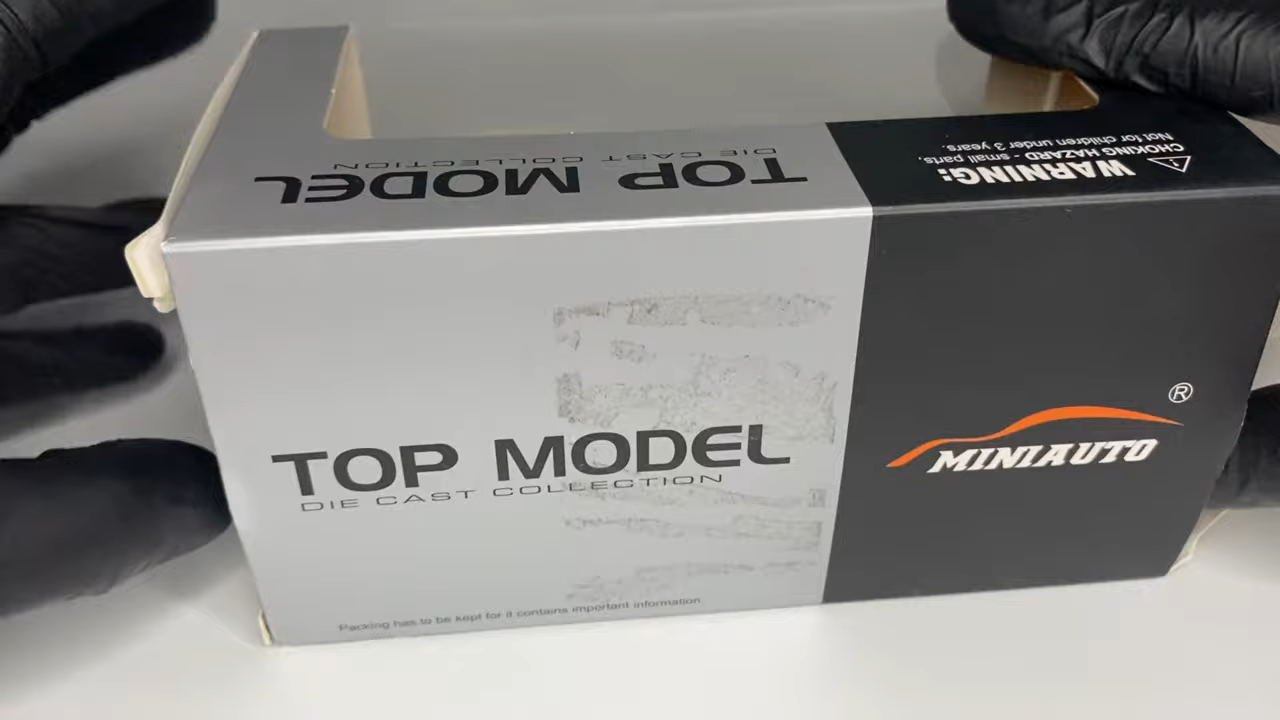 TOP MODEL
DIE CAST COLLECTION
WARNING:
CHOKING HAZARD - small parts.
Not for children under 3 years.
TOP MODEL
DIE CAST COLLECTION
MINIAUTO ®
Packing has to be kept for it contains important information